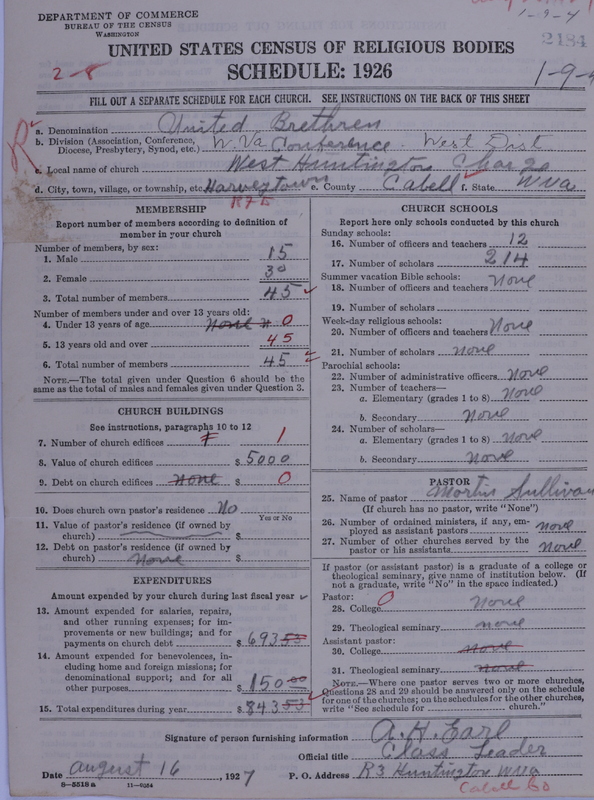 DEPARTMENT OF COMMERCE
BUREAU OF THE CENSUS
WASHINGTON
1-9-4
2184
UNITED STATES CENSUS OF RELIGIOUS BODIES
2-8
SCHEDULE: 1926
1-9-4
FILL OUT A SEPARATE SCHEDULE FOR EACH CHURCH. SEE INSTRUCTIONS ON THE BACK OF THIS SHEET
R
a. Denomination United Brethren
b. Division (Association, Conference, Diocese, Presbytery, Synod, etc.) W. Va Conference. West Dist
c. Local name of church West Huntington Charge
d. City, town, village, or township, etc. Harveytown e. County Cabell f. State W Va
MEMBERSHIP
Report number of members according to definition of
member in your church
Number of members, by sex:
1. Male 15
2. Female 30
3. Total number of members 45
Number of members under and over 13 years old:
4. Under 13 years of age None 0
5. 13 years old and over 45
6. Total number of members 45
NOTE.—The total given under Question 6 should be the
same as the total of males and females given under Question 3.
CHURCH BUILDINGS
See instructions, paragraphs 10 to 12
7. Number of church edifices 1
8. Value of church edifices $ 5000
9. Debt on church edifices None $ 0
10. Does church own pastor's residence No
Yes or No
11. Value of pastor's residence (if owned by
church) $
12. Debt on pastor's residence (if owned by
church) None $
EXPENDITURES
Amount expended by your church during last fiscal year
13. Amount expended for salaries, repairs,
and other running expenses; for im-
provements or new buildings; and for
payments on church debt $ 693 53
14. Amount expended for benevolences,
including home and foreign missions; for
denominational support; and for all
other purposes $ 150 00
15. Total expenditures during year $ 843 53
CHURCH SCHOOLS
Report here only schools conducted by this church
Sunday schools:
16. Number of officers and teachers 12
17. Number of scholars 214
Summer vacation Bible schools:
18. Number of officers and teachers None
19. Number of scholars
Week-day religious schools:
20. Number of officers and teachers None
21. Number of scholars None
Parochial schools:
22. Number of administrative officers None
23. Number of teachers—
a. Elementary (grades 1 to 8) None
b. Secondary None
24. Number of scholars—
a. Elementary (grades 1 to 8) None
b. Secondary None
PASTOR
25. Name of pastor Martin Sullivan
(If church has no pastor, write "None")
26. Number of ordained ministers, if any, em-
ployed as assistant pastors none
27. Number of other churches served by the
pastor or his assistants None
If pastor (or assistant pastor) is a graduate of a college or
theological seminary, give name of institution below. (If
not a graduate, write "No" in the space indicated.)
Pastor: 0
28. College None
29. Theological seminary none
Assistant pastor:
30. College none
31. Theological seminary none
NOTE.—Where one pastor serves two or more churches,
Questions 28 and 29 should be answered only on the schedule
for one of the churches; on the schedules for the other churches,
write "See schedule for church."
Signature of person furnishing information A. H. Earl
Official title Class Leader
Date august 16, 1927 P. O. Address R3 Huntington W Va
8—5518 a 11—9054
Cabell Co